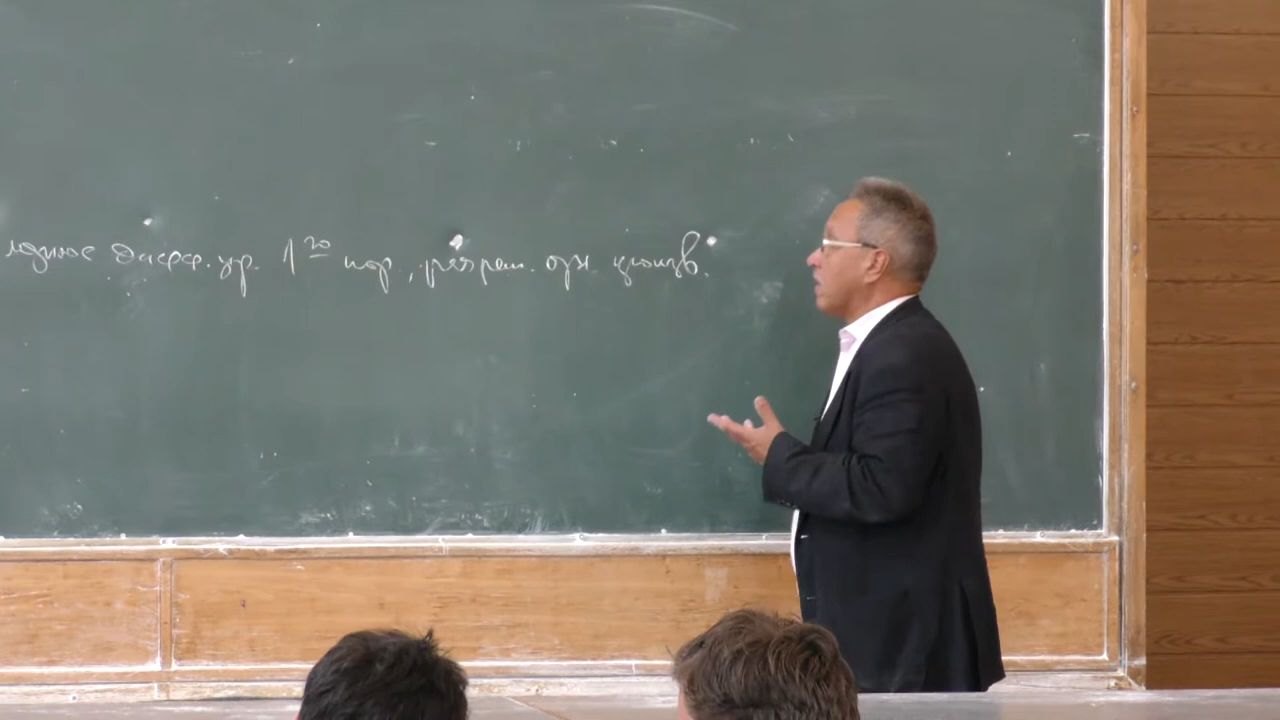 дифф. ур. 1го пор., разреш. отн. произв.